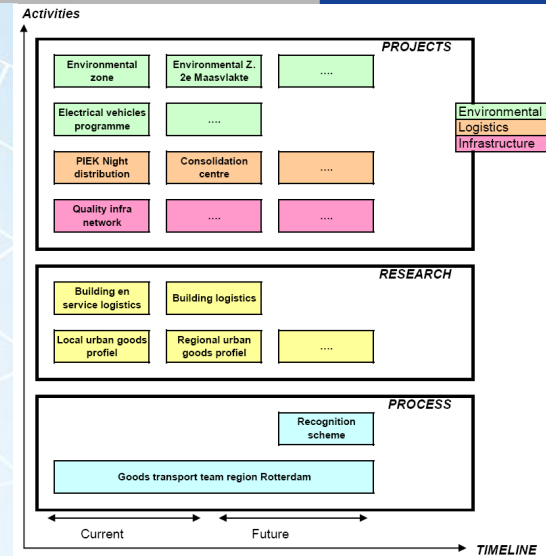 Activities
PROJECTS
Environmental
zone
Environmental Z.
2e Maasvlakte
....
Electrical vehicles
programme
....
Environmental
Logistics
Infrastructure
PIEK Night
distribution
Consolidation
centre
....
Quality infra
network
....
....
RESEARCH
Building en
service logistics
Building logistics
Local urban goods
profiel
Regional urban
goods profiel
....
PROCESS
Recognition
scheme
Goods transport team region Rotterdam
Current
Future
TIMELINE